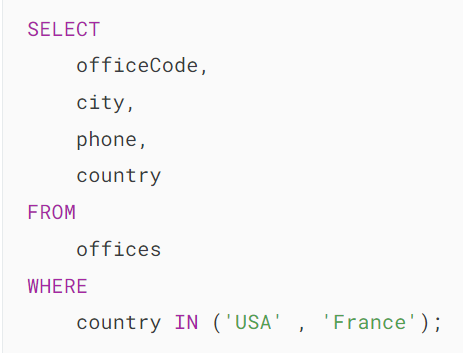 SELECT
officeCode,
city,
phone,
country
FROM
offices
WHERE
country IN ('USA' , 'France');